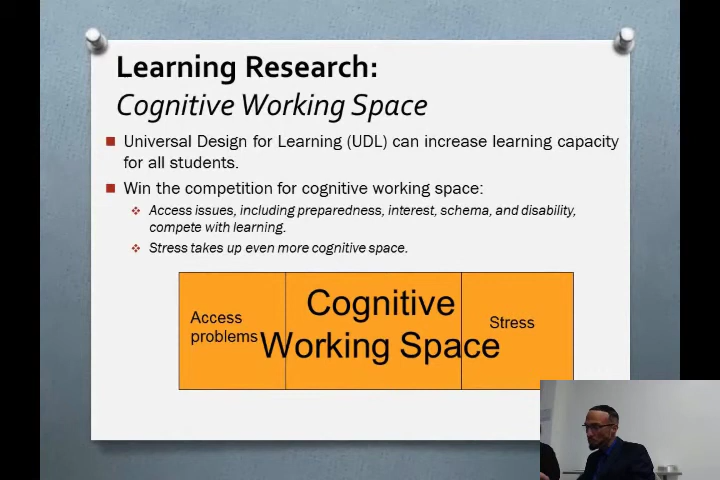 Learning Research:
Cognitive Working Space
Universal Design for Learning (UDL) can increase learning capacity
for all students.
Win the competition for cognitive working space:
Access issues, including preparedness, interest, schema, and disability,
compete with learning.
Stress takes up even more cognitive space.
Access
problems
Cognitive
Working Space
Stress